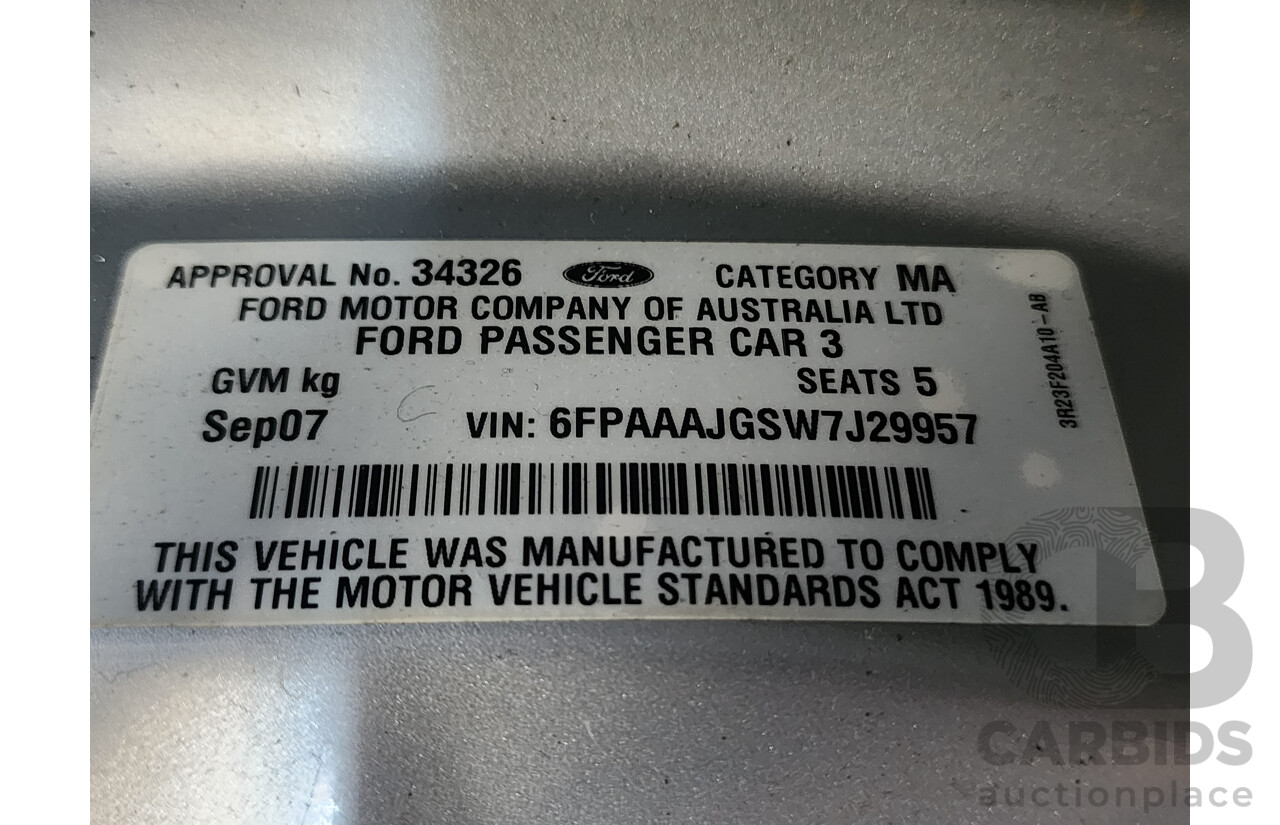 APPROVAL No. 34326 Ford CATEGORY MA
FORD MOTOR COMPANY OF AUSTRALIA LTD
FORD PASSENGER CAR 3
GVM kg SEATS 5
Sep07 VIN: 6FPAAAJGSW7J29957
THIS VEHICLE WAS MANUFACTURED TO COMPLY
WITH THE MOTOR VEHICLE STANDARDS ACT 1989.
3R23F204A10-AB
CB
CARBIDS
auctionplace